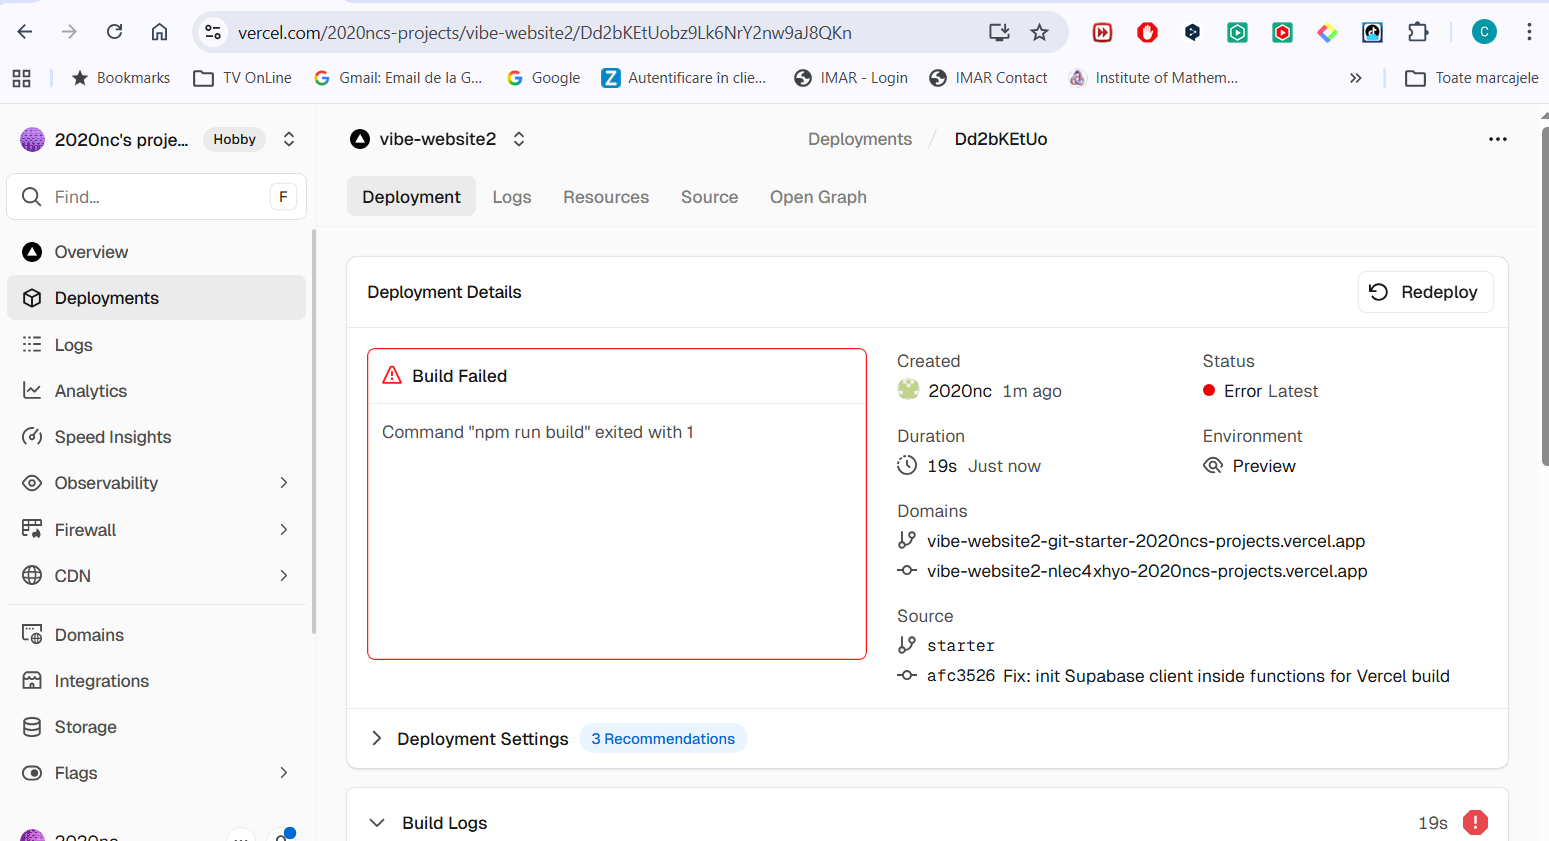 vercel.com/2020ncs-projects/vibe-website2/Dd2bKEtUobz9Lk6NrY2nw9aJ8QKn
C
Bookmarks
TV OnLine
Gmail: Email de la G...
Google
Autentificare în clie...
IMAR - Login
IMAR Contact
Institute of Mathem...
Toate marcajele
2020nc's proje...
Hobby
vibe-website2
Deployments / Dd2bKEtUo
Find...
F
Deployment
Logs
Resources
Source
Open Graph
Overview
Deployments
Logs
Analytics
Speed Insights
Observability
Firewall
CDN
Domains
Integrations
Storage
Flags
2020nc
Deployment Details
Redeploy
Build Failed
Command "npm run build" exited with 1
Created
2020nc 1m ago
Status
Error Latest
Duration
19s Just now
Environment
Preview
Domains
vibe-website2-git-starter-2020ncs-projects.vercel.app
vibe-website2-nlec4xhyo-2020ncs-projects.vercel.app
Source
starter
afc3526 Fix: init Supabase client inside functions for Vercel build
Deployment Settings
3 Recommendations
Build Logs
19s